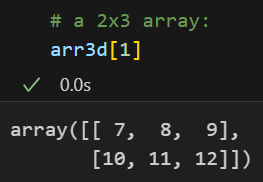 # a 2x3 array:
arr3d[1]
✓ 0.0s
array([[ 7,  8,  9],
       [10, 11, 12]])